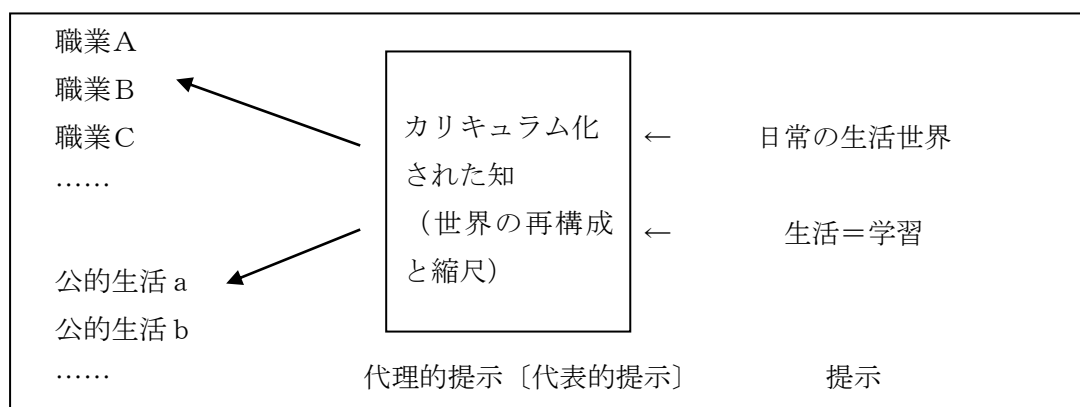 職業Ａ
職業Ｂ
職業Ｃ
……
公的生活ａ
公的生活ｂ
……
カリキュラム化
された知
（世界の再構成
と縮尺）
代理的提示〔代表的提示〕
← 日常の生活世界
← 生活＝学習
提示